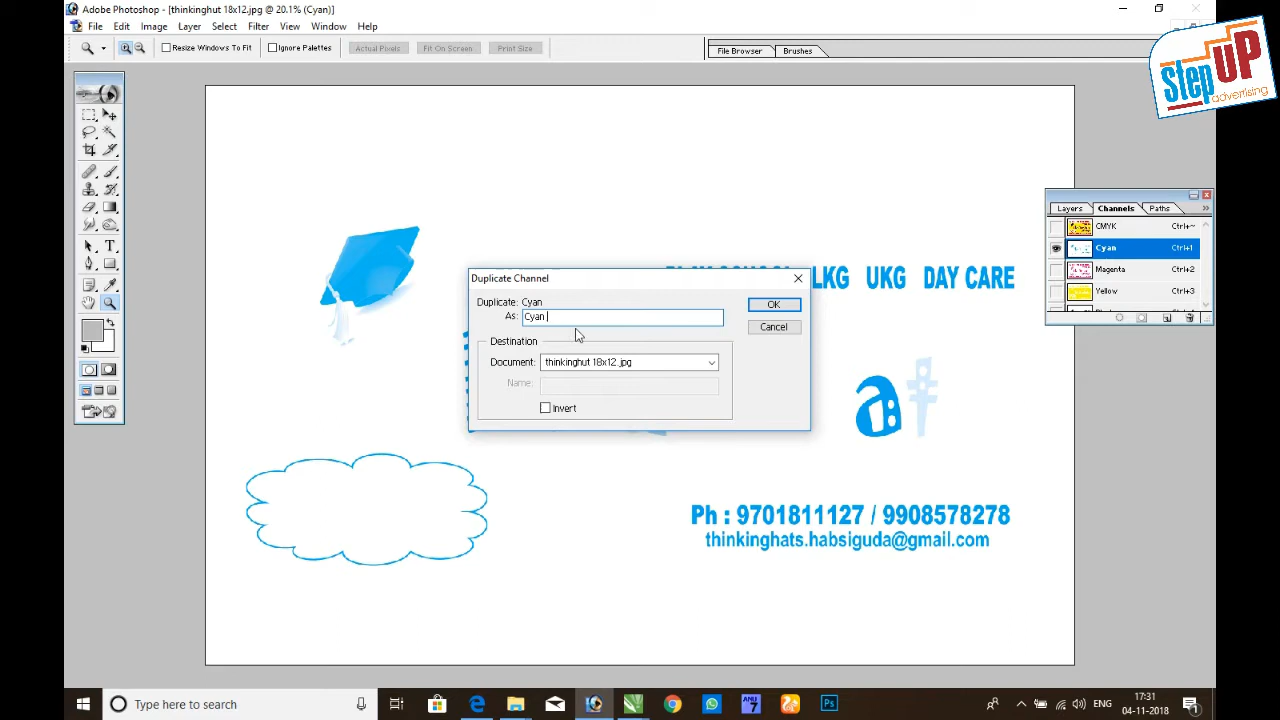 Adobe Photoshop - [thinkinghut 18x12.jpg @ 20.1% (Cyan)]
File Edit Image Layer Select Filter View Window Help
Resize Windows To Fit Ignore Palettes Actual Pixels Fit On Screen Print Size File Browser Brushes
stepUP
advertising
Layers Channels Paths
CMYK Ctrl+~
Cyan Ctrl+1
Magenta Ctrl+2
Yellow Ctrl+3
LKG UKG DAY CARE
Duplicate Channel
Duplicate: Cyan
As: Cyan
OK
Cancel
Destination
Document: thinkinghut 18x12.jpg
Name:
Invert
a:t
Ph : 9701811127 / 9908578278
thinkinghats.habsiguda@gmail.com
Type here to search
ENG
17:31
04-11-2018